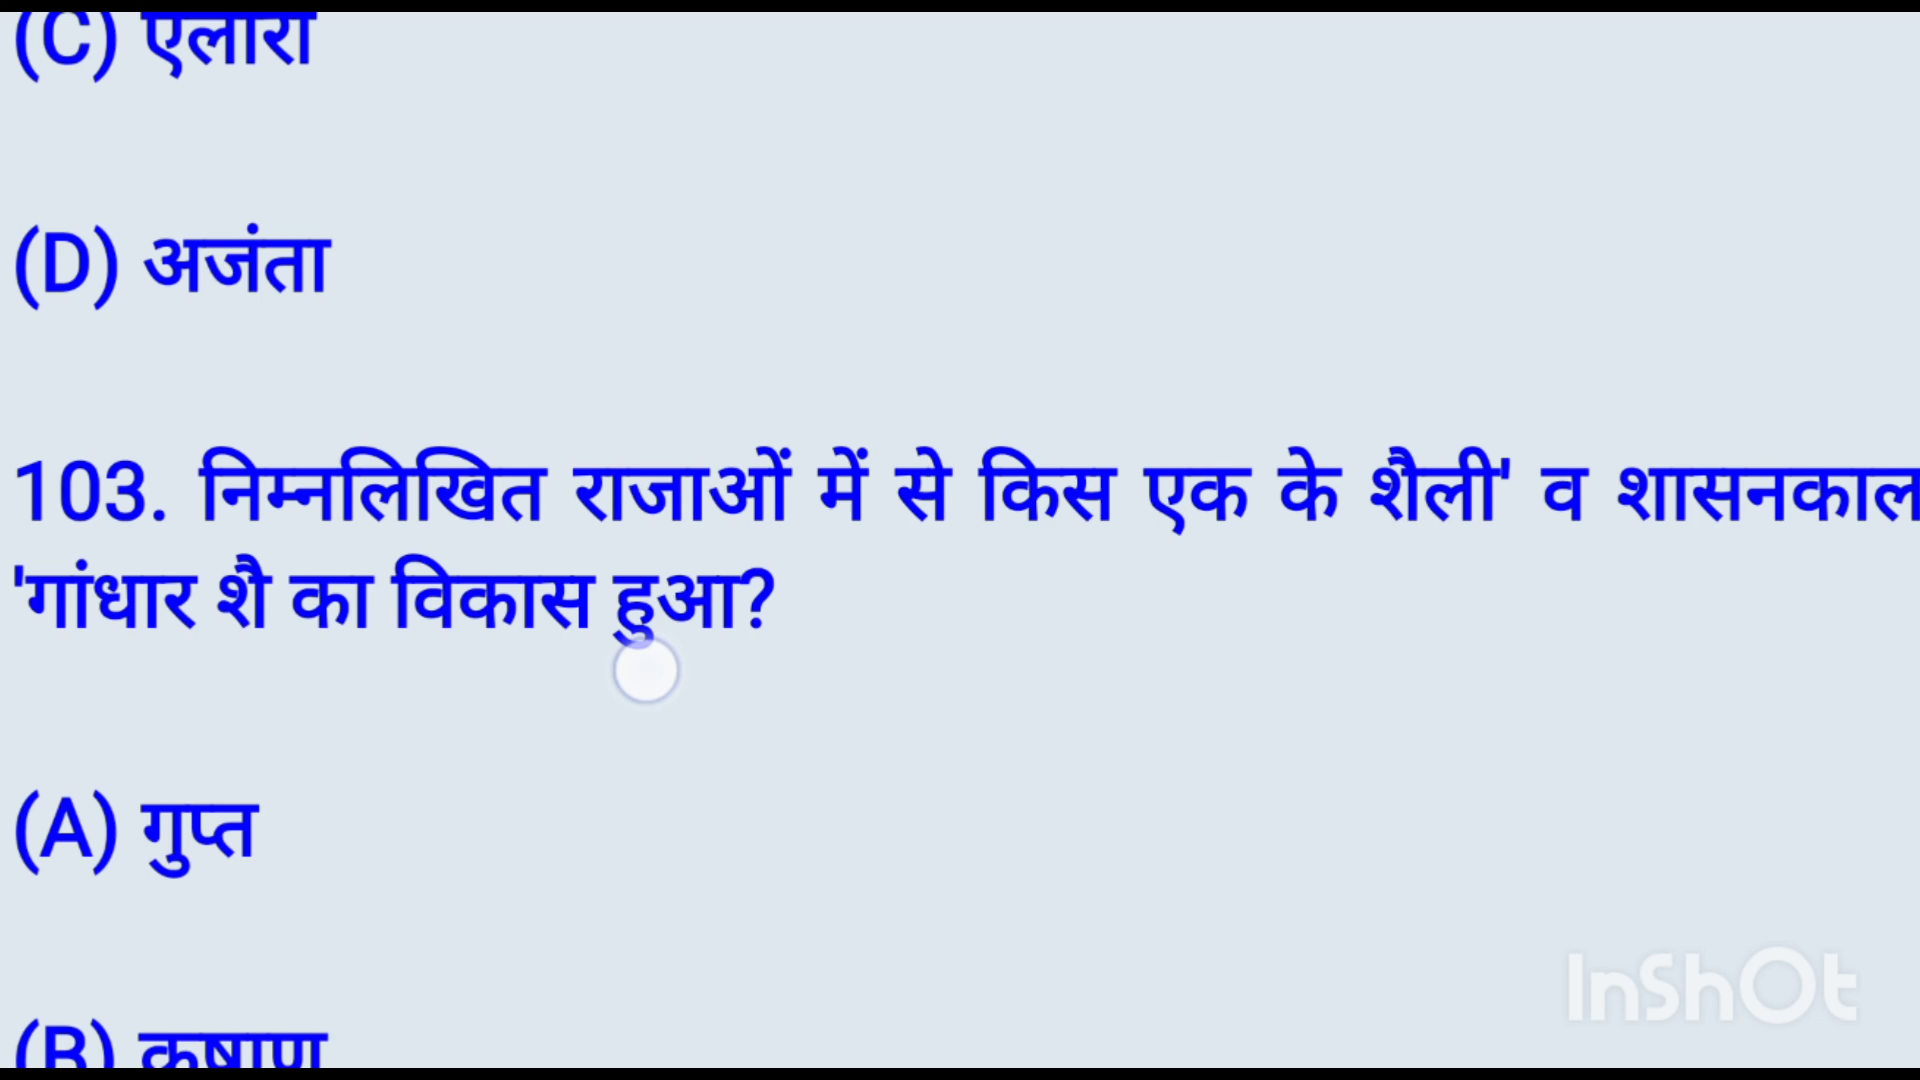 (C) एलोरा
(D) अजंता
103. निम्नलिखित राजाओं में से किस एक के शैली' व शासनकाल
'गांधार शै का विकास हुआ?
(A) गुप्त
(B) कुषाण
InShOt